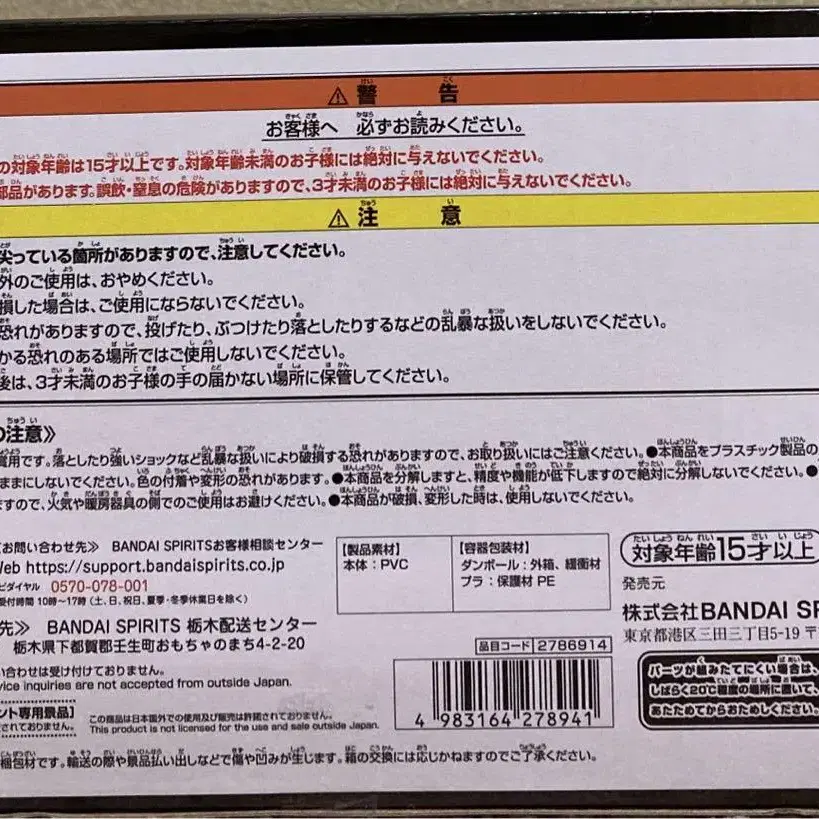 ⚠警告
お客様へ 必ずお読みください。
の対象年齢は15才以上です。対象年齢未満のお子様には絶対に与えないでください。
部品があります。誤飲・窒息の危険がありますので、3才未満のお子様には絶対に与えないでください。
⚠注意
尖っている箇所がありますので、注意してください。
外のご使用は、おやめください。
損した場合は、ご使用にならないでください。
恐れがありますので、投げたり、ぶつけたり落としたりするなどの乱暴な扱いをしないでください。
かる恐れのある場所ではご使用しないでください。
後は、3才未満のお子様の手の届かない場所に保管してください。
の注意》
賞用です。落としたり強いショックなど乱暴な扱いにより破損する恐れがありますので、お取り扱いにはご注意ください。●本商品をプラスチック製品の
ままにしないでください。色の付着や変形の恐れがあります。●本商品を分解しますと、精度や機能が低下しますので絶対に分解しないでください。●
ますので、火気や暖房器具の側でのご使用はお避けください。●本商品が破損、変形した時は、使用しないでください。
お問い合わせ先》 BANDAI SPIRITSお客様相談センター
Web https://support.bandaispirits.co.jp
ビダイヤル 0570-078-001
受付時間 10時~17時 (土、日、祝日、夏季・冬季休業日を除く)
先》 BANDAI SPIRITS 栃木配送センター
栃木県下都賀郡壬生町おもちゃのまち4-2-20
い合わせは受け付けておりません。
vice inquiries are not accepted from outside Japan.
【製品素材】
本体:PVC
【容器包装材】
ダンボール:外箱、緩衝材
プラ:保護材 PE
対象年齢15才以上
発売元
株式会社BANDAI SP
東京都港区三田三丁目5-19 〒
品目コード 2786914
4 983164 278941
パーツが組みたてにくい場合は、
しばらく20℃程度の場所に置いて、
あたためてからおためしください。
ント専用景品】
されておりません。
この商品は日本国外での使用及び販売は許諾されておりません。
This product is not licensed for the use and sale outside Japan.
梱包材です。輸送の際や景品払い出しなどで傷や凹みが生じます。箱の交換には応じかねますのでご了承ください。